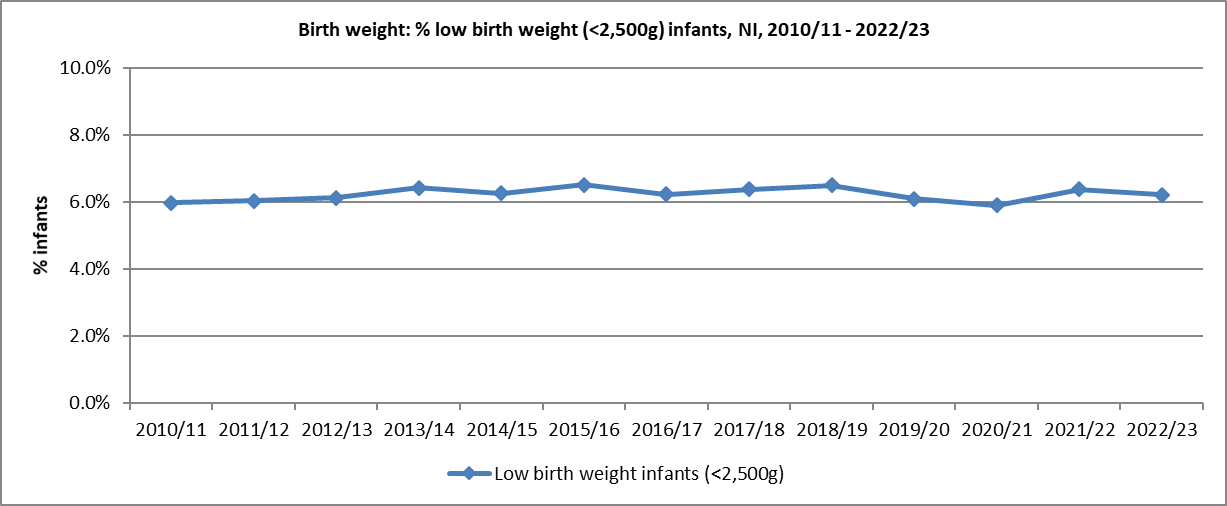 Birth weight: % low birth weight (<2,500g) infants, NI, 2010/11 - 2022/23
10.0%
8.0%
6.0%
4.0%
2.0%
0.0%
% infants
2010/11 2011/12 2012/13 2013/14 2014/15 2015/16 2016/17 2017/18 2018/19 2019/20 2020/21 2021/22 2022/23
Low birth weight infants (<2,500g)